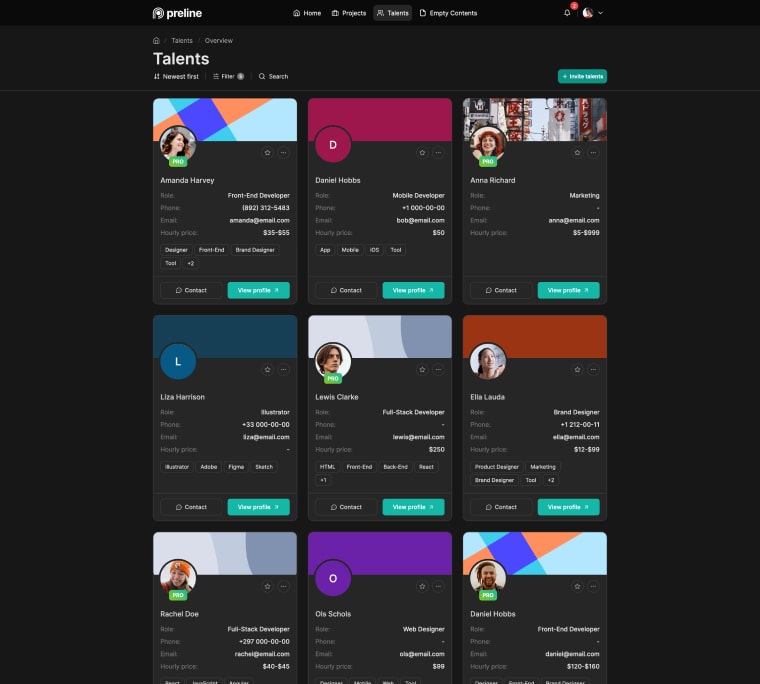 preline
Home Projects Talents Empty Contents 2
Talents Overview
Talents
Newest first Filter 5 Search Invite talents
PRO
Amanda Harvey
Role: Front-End Developer
Phone: (892) 312-5483
Email: amanda@email.com
Hourly price: $35-$55
Designer Front-End Brand Designer
Tool +2
Contact View profile
D
Daniel Hobbs
Role: Mobile Developer
Phone: +1 000-00-00
Email: bob@email.com
Hourly price: $50
App Mobile iOS Tool
Contact View profile
PRO
Anna Richard
Role: Marketing
Phone: -
Email: anna@email.com
Hourly price: $5-$999
Contact View profile
L
Liza Harrison
Role: Illustrator
Phone: +33 000-00-00
Email: liza@email.com
Hourly price: -
Illustrator Adobe Figma Sketch
Contact View profile
PRO
Lewis Clarke
Role: Full-Stack Developer
Phone: -
Email: lewis@email.com
Hourly price: $250
HTML Front-End Back-End React
+1
Contact View profile
Ella Lauda
Role: Brand Designer
Phone: +1 212-00-11
Email: ella@email.com
Hourly price: $12-$99
Product Designer Marketing
Brand Designer Tool +2
Contact View profile
PRO
Rachel Doe
Role: Full-Stack Developer
Phone: +297 000-00-00
Email: rachel@email.com
Hourly price: $40-$45
React JavaScript Angular
O
Ols Schols
Role: Web Designer
Phone: -
Email: ols@email.com
Hourly price: $99
Designer Mobile Web Tool
PRO
Daniel Hobbs
Role: Front-End Developer
Phone: -
Email: daniel@email.com
Hourly price: $120-$160
Designer Front-End Brand Designer